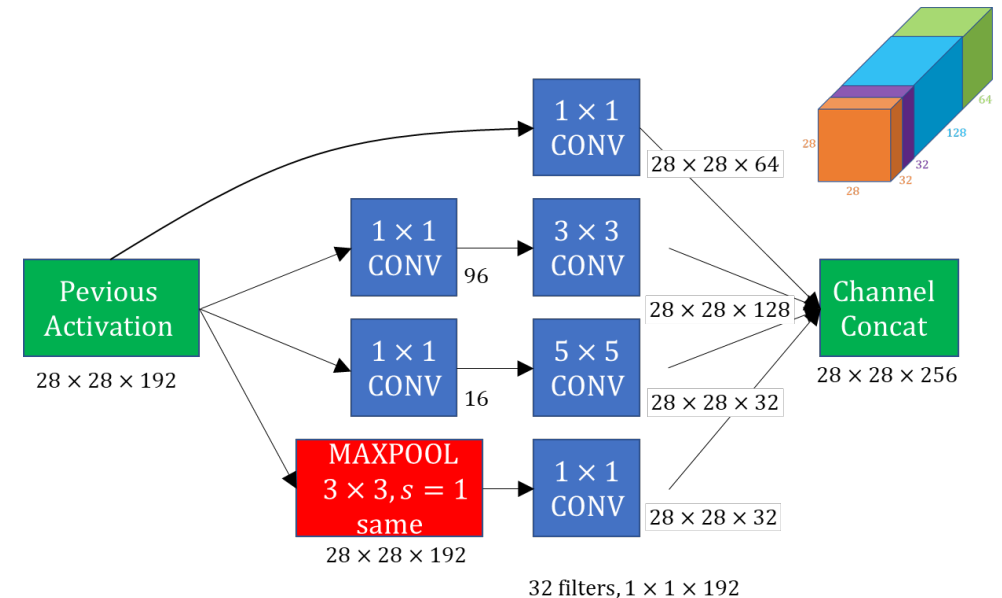 1 × 1
CONV
28 × 28 × 64
64
128
32
32
28
28
1 × 1
CONV
96
3 × 3
CONV
28 × 28 × 128
Pevious
Activation
28 × 28 × 192
1 × 1
CONV
16
5 × 5
CONV
28 × 28 × 32
Channel
Concat
28 × 28 × 256
MAXPOOL
3 × 3, s = 1
same
28 × 28 × 192
1 × 1
CONV
28 × 28 × 32
32 filters, 1 × 1 × 192